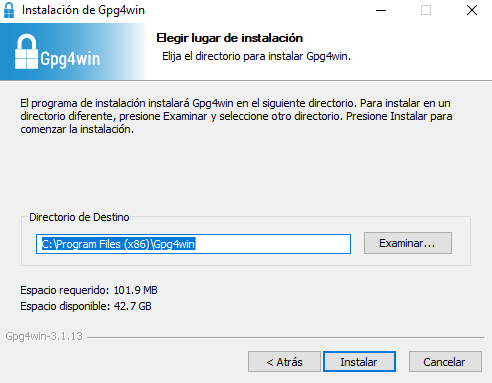 Instalación de Gpg4win
Elegir lugar de instalación
Elija el directorio para instalar Gpg4win.
Gpg4win
El programa de instalación instalará Gpg4win en el siguiente directorio. Para instalar en un
directorio diferente, presione Examinar y seleccione otro directorio. Presione Instalar para
comenzar la instalación.
Directorio de Destino
C:\Program Files (x86)\Gpg4win
Examinar...
Espacio requerido: 101.9 MB
Espacio disponible: 42.7 GB
Gpg4win-3.1.13
< Atrás
Instalar
Cancelar